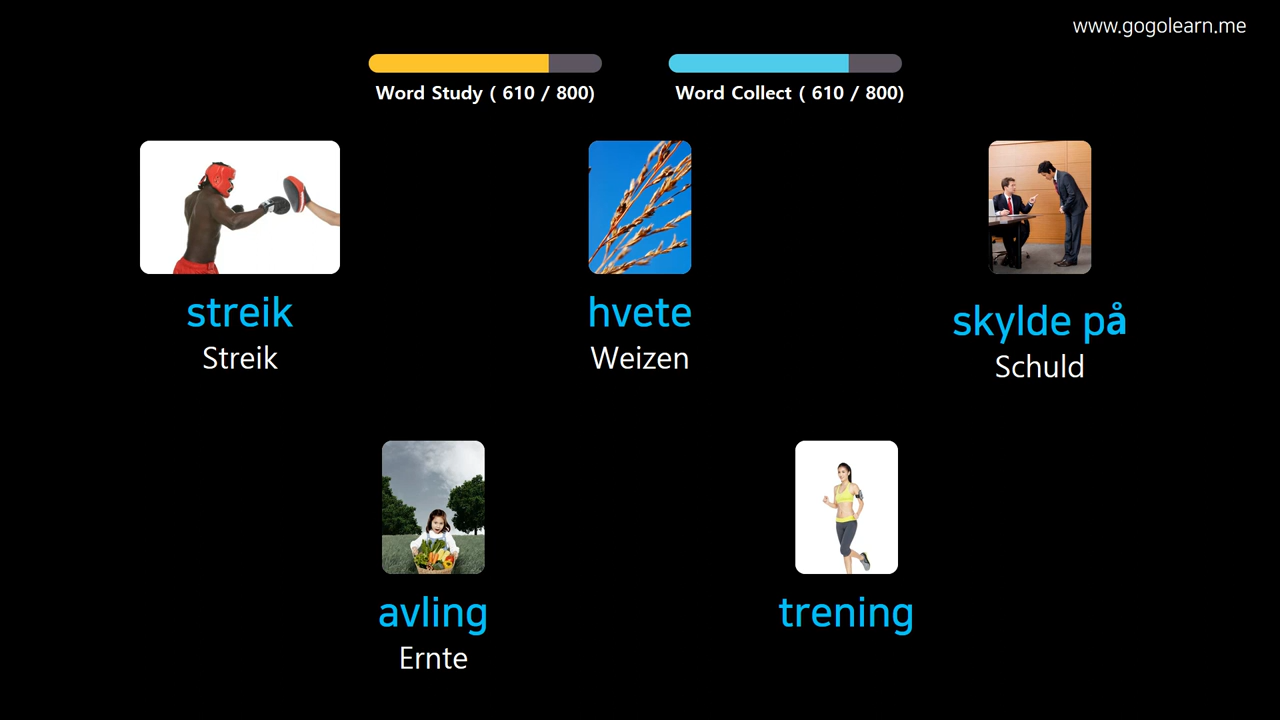 www.gogolearn.me
Word Study ( 610 / 800)
Word Collect ( 610 / 800)
streik
Streik
hvete
Weizen
skylde på
Schuld
avling
Ernte
trening